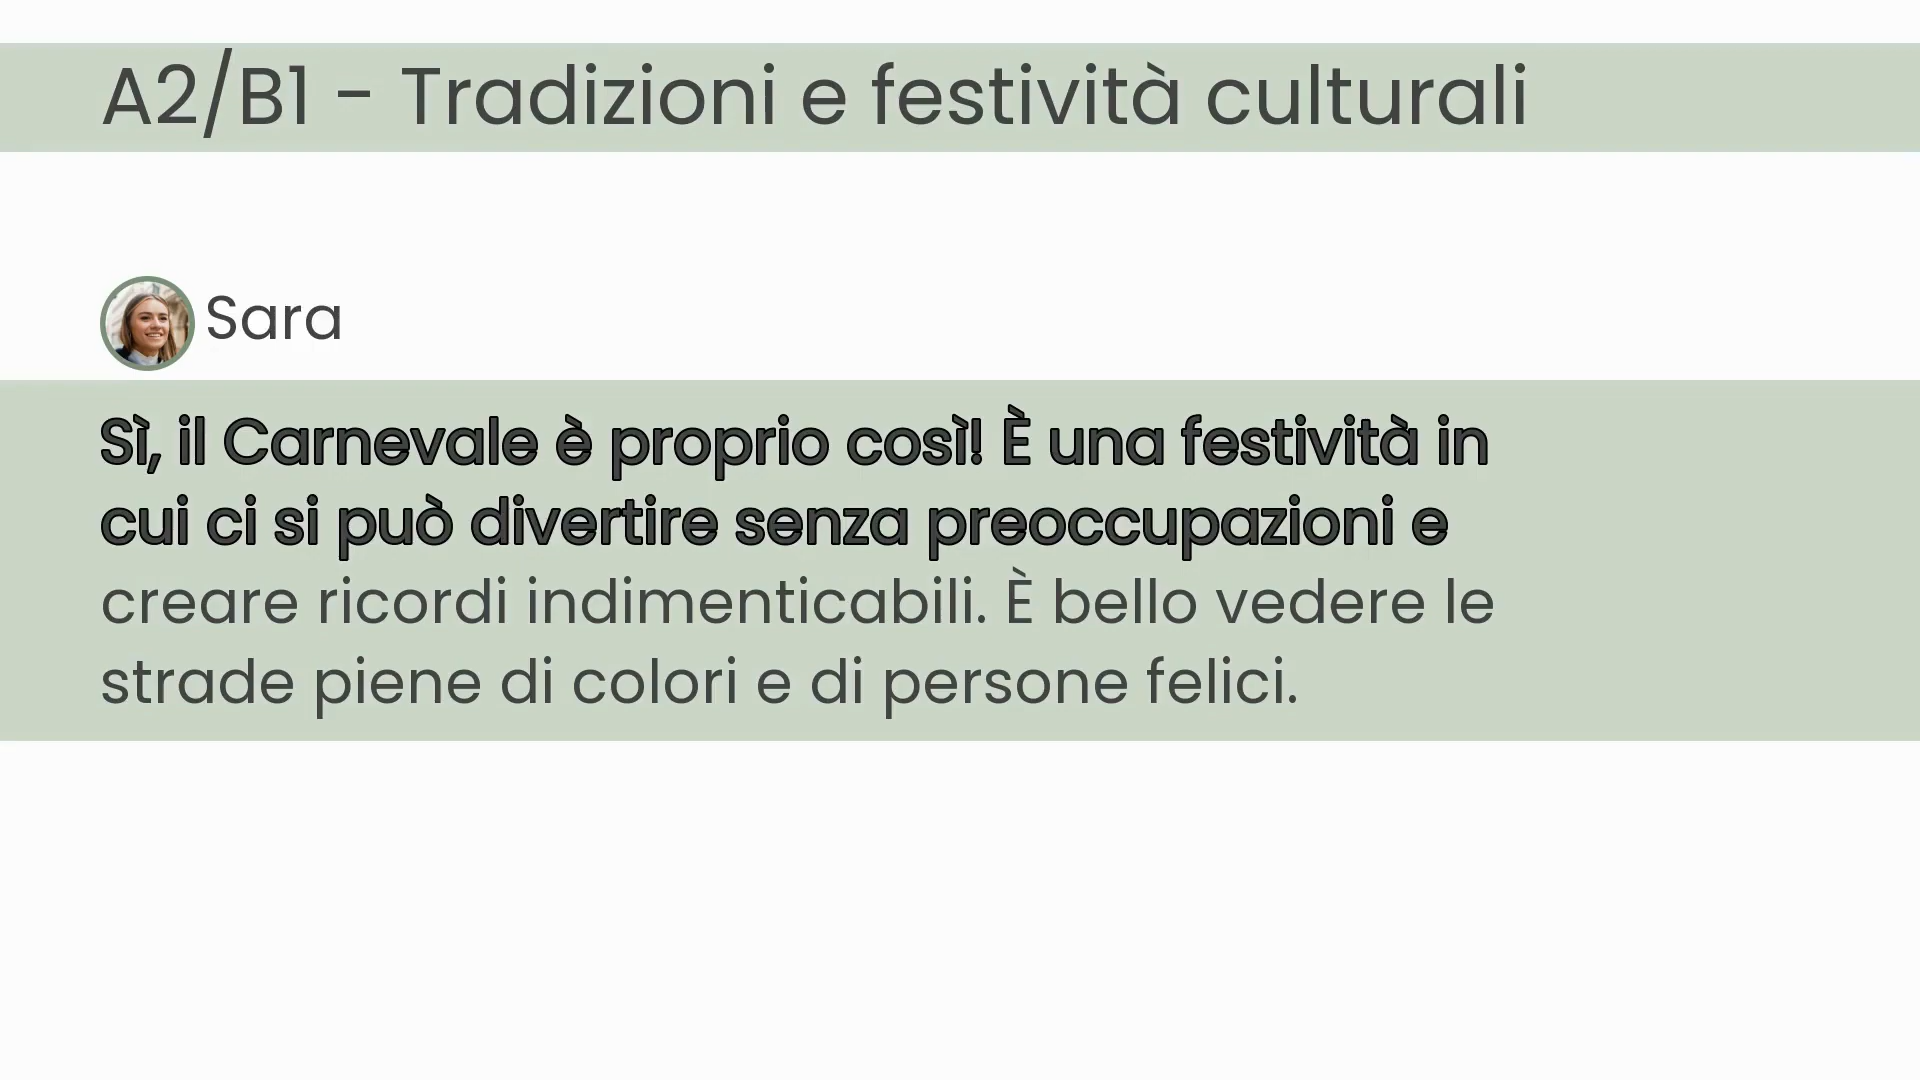 A2/B1 - Tradizioni e festività culturali
Sara
Sì, il Carnevale è proprio così! È una festività in
cui ci si può divertire senza preoccupazioni e
creare ricordi indimenticabili. È bello vedere le
strade piene di colori e di persone felici.